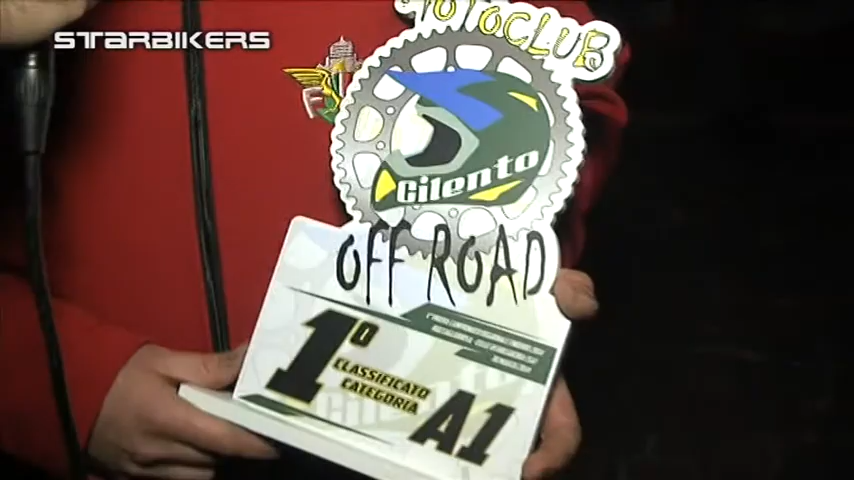 STARBIKERS
MOTOCLUB
Cilento
OFF ROAD
1°
CLASSIFICATO
CATEGORIA
A1